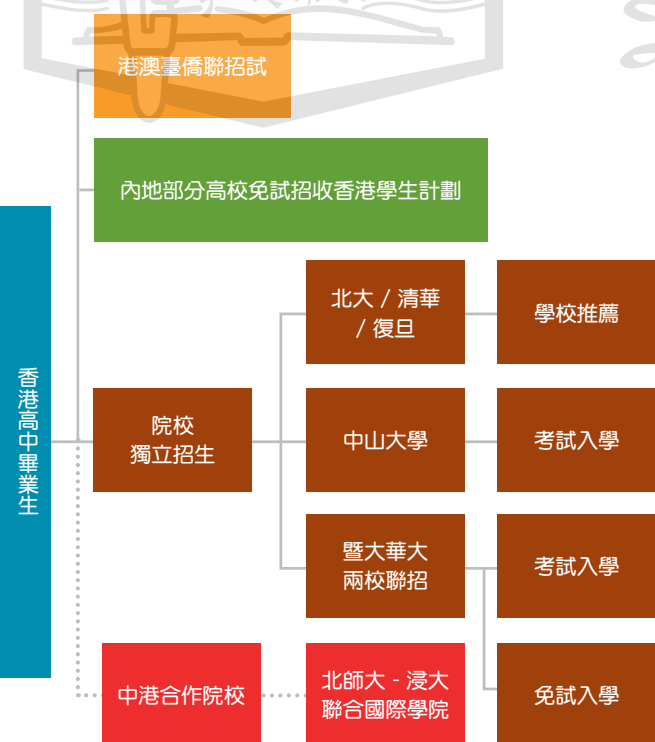 港澳臺僑聯招試
內地部分高校免試招收香港學生計劃
香港高中畢業生
院校
獨立招生
北大 / 清華
/ 復旦
學校推薦
中山大學
考試入學
暨大華大
兩校聯招
考試入學
免試入學
中港合作院校
北師大 - 浸大
聯合國際學院